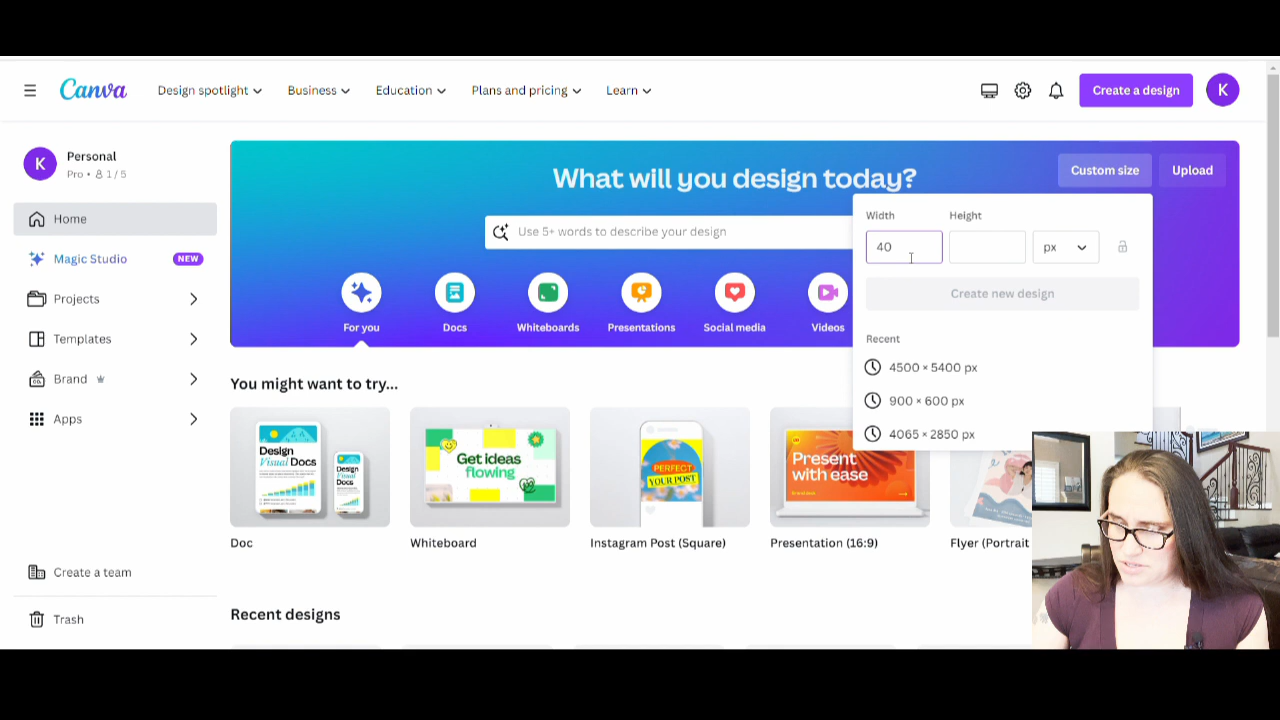 Canva
Design spotlight
Business
Education
Plans and pricing
Learn
Create a design
K
K
Personal
Pro • 1 / 5
Home
Magic Studio
NEW
Projects
Templates
Brand
Apps
Create a team
Trash
What will you design today?
Custom size
Upload
Use 5+ words to describe your design
For you
Docs
Whiteboards
Presentations
Social media
Videos
Width
Height
40
px
Create new design
Recent
4500 × 5400 px
900 × 600 px
4065 × 2850 px
You might want to try...
Design
Visual Docs
Design
Visual Docs
Get ideas
flowing
PERFECT
YOUR POST
Present
with ease
Doc
Whiteboard
Instagram Post (Square)
Presentation (16:9)
Flyer (Portrait
Recent designs